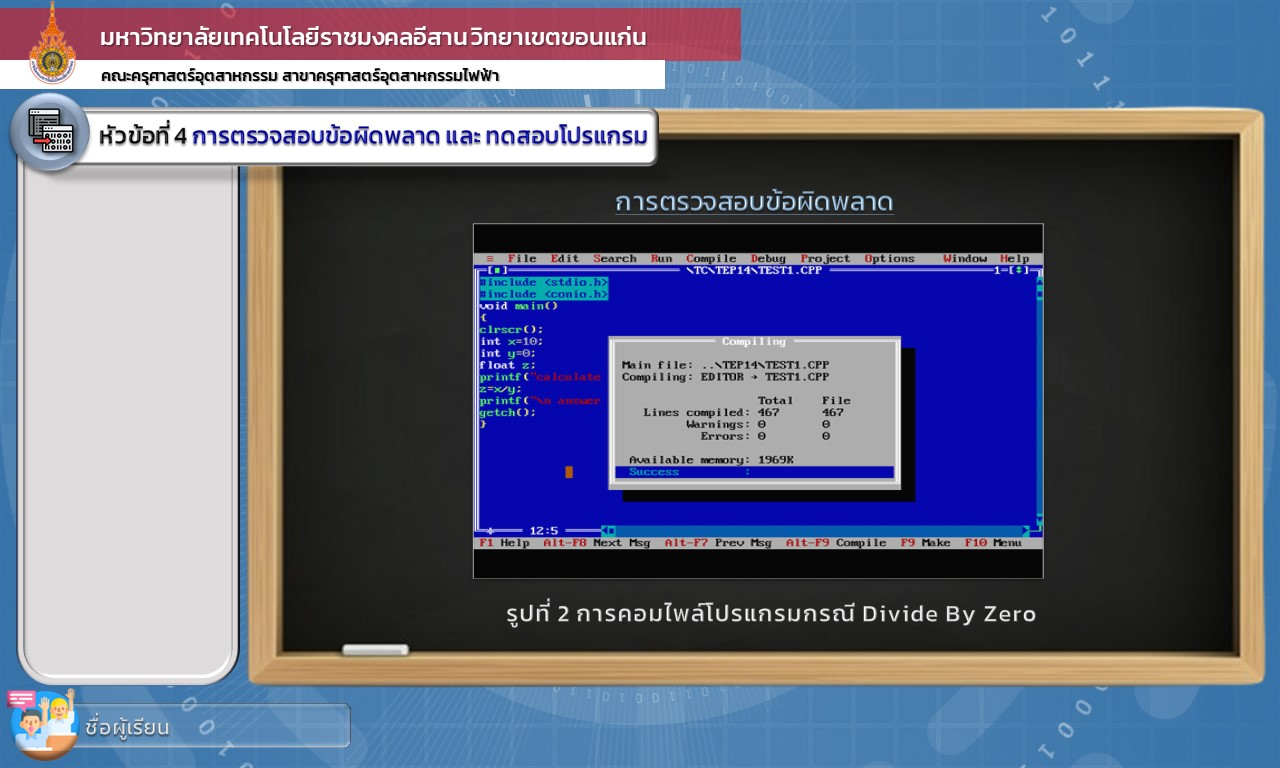 มหาวิทยาลัยเทคโนโลยีราชมงคลอีสาน วิทยาเขตขอนแก่น
คณะครุศาสตร์อุตสาหกรรม สาขาครุศาสตร์อุตสาหกรรมไฟฟ้า
หัวข้อที่ 4 การตรวจสอบข้อผิดพลาด และ ทดสอบโปรแกรม
การตรวจสอบข้อผิดพลาด
≡ File Edit Search Run Compile Debug Project Options Window Help
[■] \TC\TEP14\TEST1.CPP 1=[↕]
#include <stdio.h>
#include <conio.h>
void main()
{
clrscr();
int x=10;
int y=0;
float z;
printf("calculate
z=x/y;
printf("\n answer
getch();
}
Compiling
Main file: ..\TEP14\TEST1.CPP
Compiling: EDITOR → TEST1.CPP
Total File
Lines compiled: 467 467
Warnings: 0 0
Errors: 0 0
Available memory: 1969K
Success :
12:5
F1 Help Alt-F8 Next Msg Alt-F7 Prev Msg Alt-F9 Compile F9 Make F10 Menu
รูปที่ 2 การคอมไพล์โปรแกรมกรณี Divide By Zero
ชื่อผู้เรียน